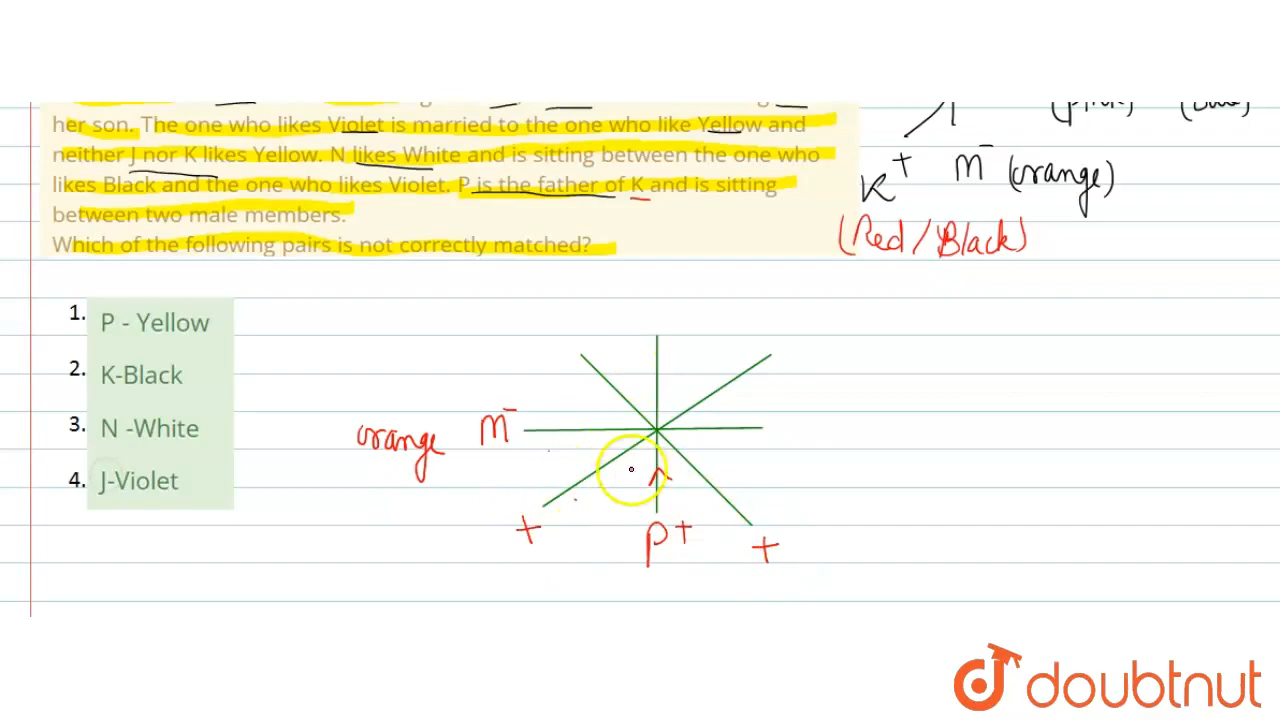 her son. The one who likes Violet is married to the one who like Yellow and
neither J nor K likes Yellow. N likes White and is sitting between the one who
likes Black and the one who likes Violet. P is the father of K and is sitting
between two male members.
Which of the following pairs is not correctly matched?
K+ M- (orange)
(Red/Black)
1. P - Yellow
2. K-Black
3. N -White
4. J-Violet
orange M-
+ P+ +
doubtnut